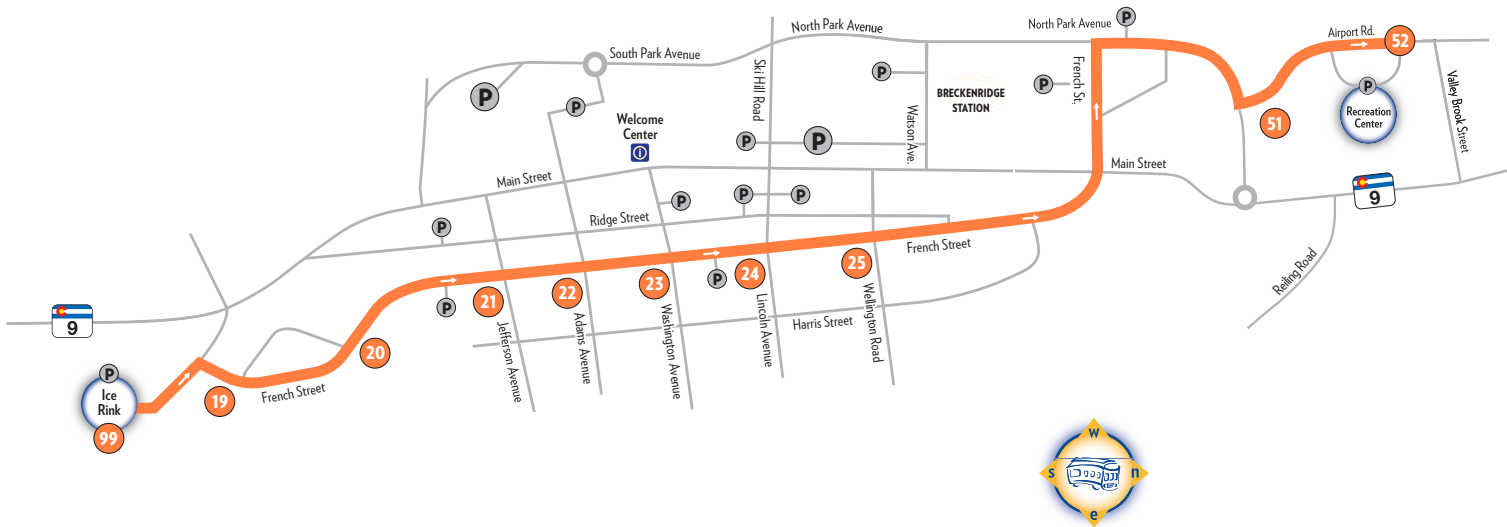 North Park Avenue
P
North Park Avenue
Airport Rd.
52
South Park Avenue
P
P
Ski Hill Road
P
BRECKENRIDGE
STATION
P
French St.
P
Recreation
Center
Valley Brook Street
Welcome
Center
i
P
P
P
Watson Ave.
51
Main Street
Main Street
9
P
P
P
Ridge Street
P
French Street
Reiling Road
P
21
22
23
P
24
25
Jefferson Avenue
Adams Avenue
Washington Avenue
Lincoln Avenue
Wellington Road
Harris Street
9
20
P
Ice
Rink
99
19
French Street
w
s
n
e